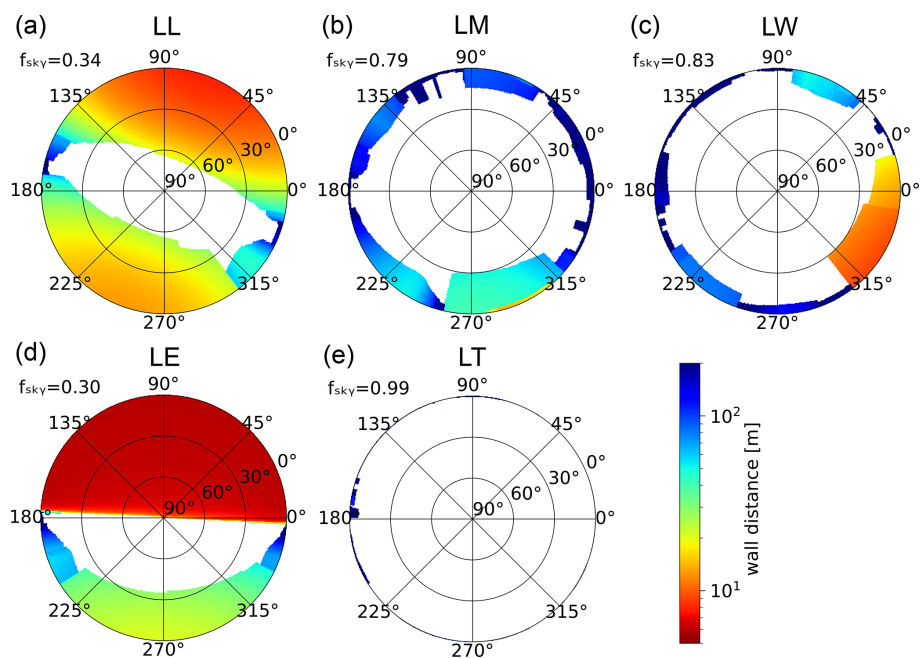 (a) LL (b) LM (c) LW
fsky=0.34 90° fsky=0.79 90° fsky=0.83 90°
135° 45° 135° 45° 135° 45°
0° 0° 0°
30° 30° 30°
60° 60° 60°
180° 90° 0° 180° 90° 0° 180° 90° 0°
225° 315° 225° 315° 225° 315°
270° 270° 270°
(d) LE (e) LT
fsky=0.30 90° fsky=0.99 90°
135° 45° 135° 45°
0° 0°
30° 30°
60° 60°
180° 90° 0° 180° 90° 0°
225° 315° 225° 315°
270° 270°
10²
wall distance [m]
10¹